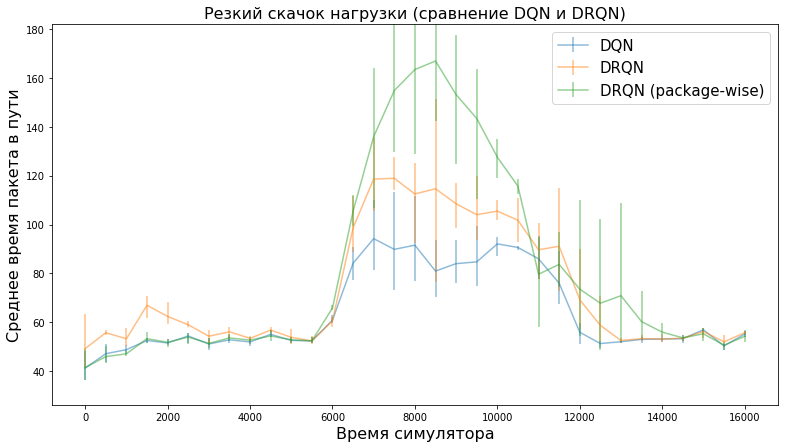 Резкий скачок нагрузки (сравнение DQN и DRQN)
DQN
DRQN
DRQN (package-wise)
Среднее время пакета в пути
180
160
140
120
100
80
60
40
0
2000
4000
6000
8000
10000
12000
14000
16000
Время симулятора